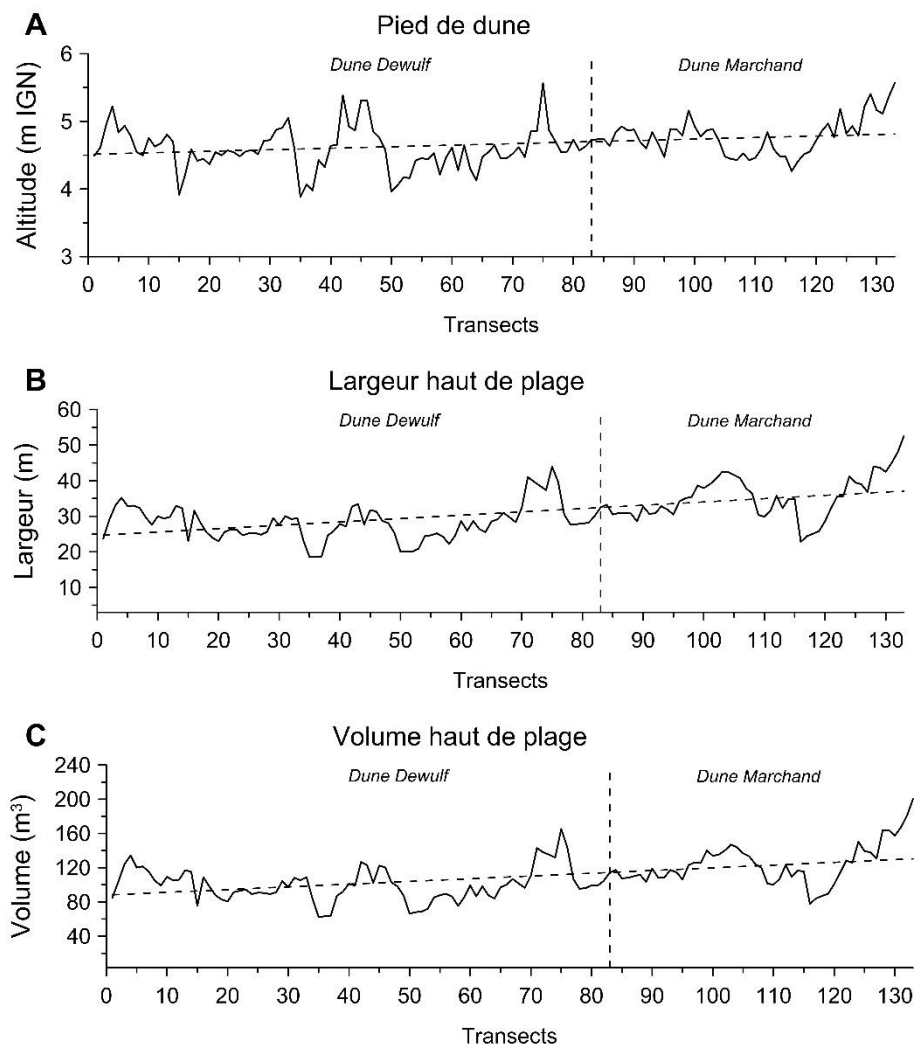 A
Pied de dune
Dune Dewulf
Dune Marchand
Altitude (m IGN)
6
5
4
3
0 10 20 30 40 50 60 70 80 90 100 110 120 130
Transects
B
Largeur haut de plage
Dune Dewulf
Dune Marchand
Largeur (m)
60
50
40
30
20
10
0 10 20 30 40 50 60 70 80 90 100 110 120 130
Transects
C
Volume haut de plage
Dune Dewulf
Dune Marchand
Volume (m³)
240
200
160
120
80
40
0 10 20 30 40 50 60 70 80 90 100 110 120 130
Transects